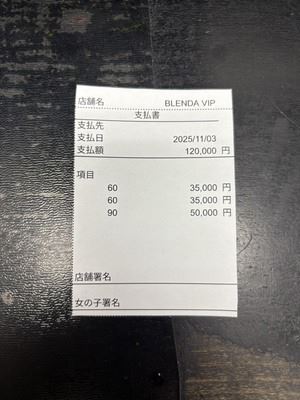 店舗名 BLENDA VIP
支払書
支払先
支払日 2025/11/03
支払額 120,000 円
項目
60 35,000 円
60 35,000 円
90 50,000 円
店舗署名
女の子署名